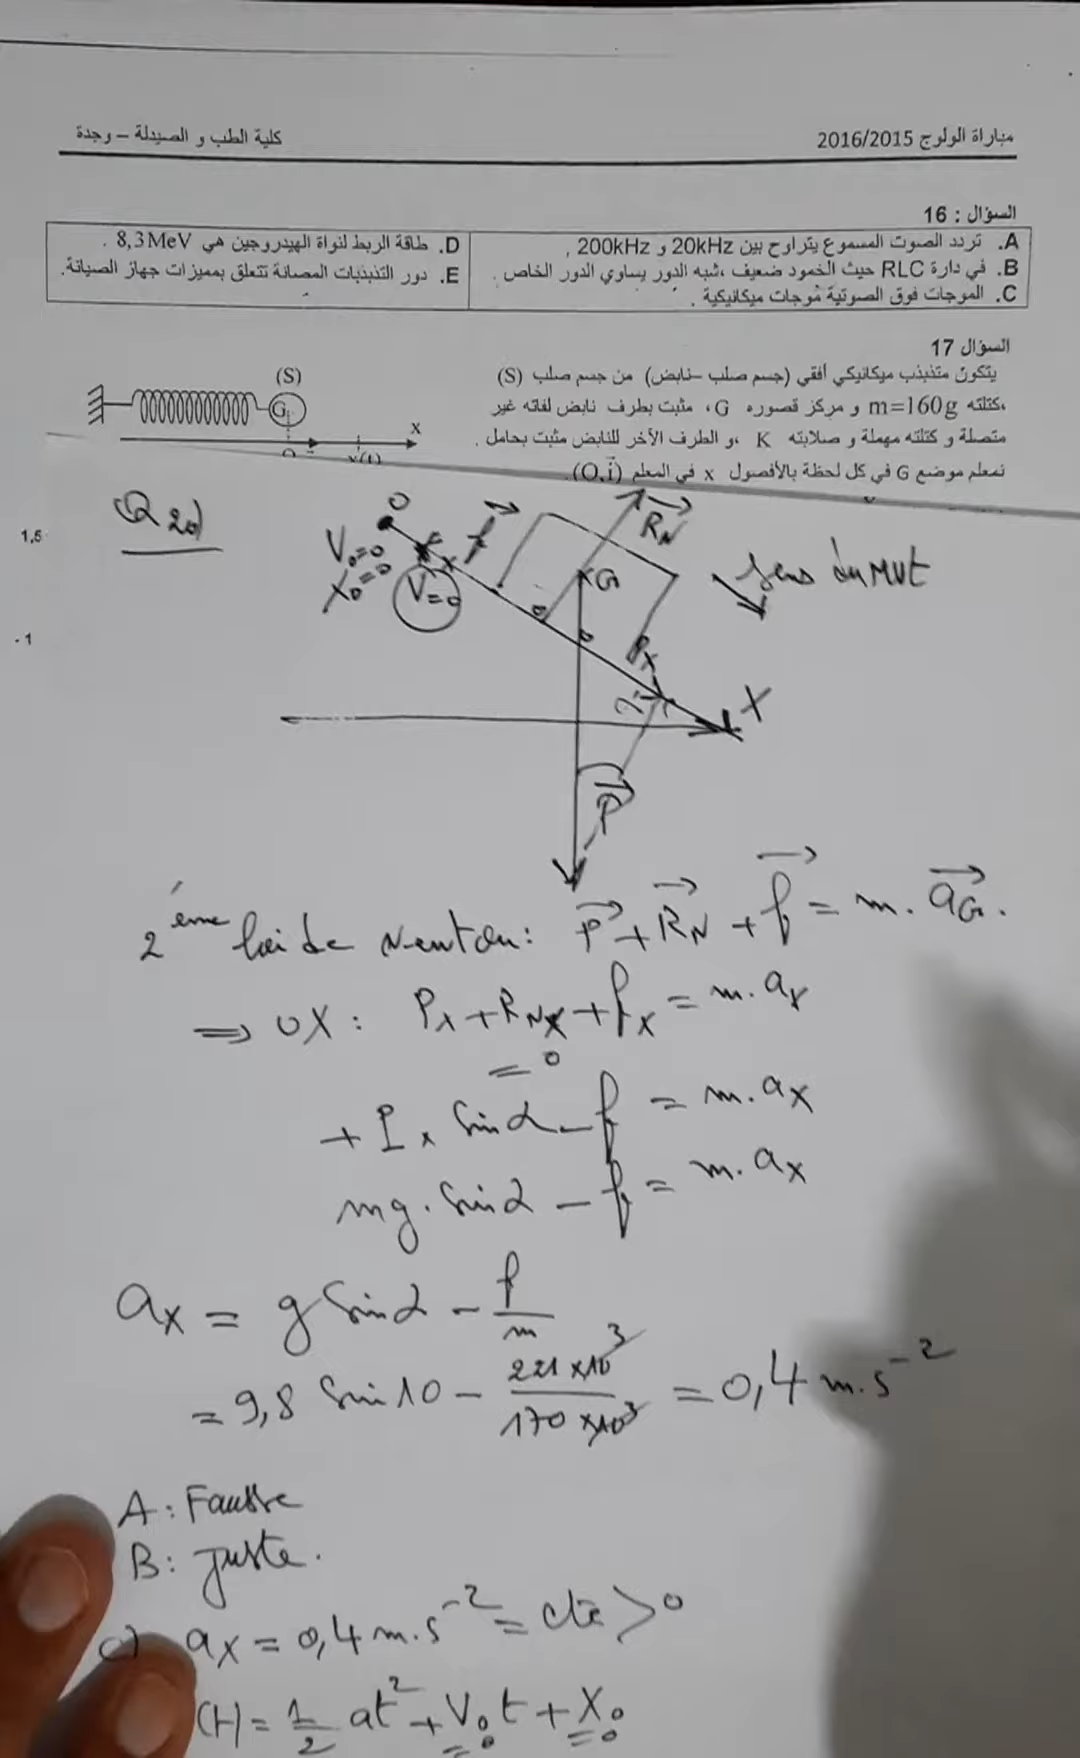 مباراة الولوج 2016/2015
كلية الطب و الصيدلة – وجدة
السؤال : 16
A. تردد الصوت المسموع يتراوح بين 20kHz و 200kHz ,
B. في دارة RLC حيث الخمود ضعيف، شبه الدور يساوي الدور الخاص .
C. الموجات فوق الصوتية موجات ميكانيكية .
D. طاقة الربط لنواة الهيدروجين هي 8,3MeV .
E. دور التذبذبات المصانة تتعلق بمميزات جهاز الصيانة.
السؤال 17
يتكون متذبذب ميكانيكي أفقي (جسم صلب –نابض) من جسم صلب (S)
كتلته m=160g و مركز قصوره G، مثبت بطرف نابض لفاته غير
متصلة و كتلته مهملة و صلابته K ،و الطرف الآخر للنابض مثبت بحامل .
نمعلم موضع G في كل لحظة بالأفصول x في المعلم (O,i)
(S)
G
x
O
x(t)
1,5
- 1
Q 20)
O
V₀=0
X₀=0
V=0
f
R_N
G
Sens du MVt
P_x
X
P
2ème loi de Newton: P + R_N + f = m. a_G.
⇒ OX: P_x + R_Nx + f_x = m. a_x
= 0
+ P × sin α - f = m. a_x
mg. sin α - f = m. a_x
a_x = g sin α - f/m
= 9,8 sin 10 - 221 x10³/170 x10³ = 0,4 m.s⁻²
A: Fausse
B: Juste.
C) a_x = 0,4 m.s⁻² = cte > 0
(t) = 1/2 at² + V₀ t + X₀
= 0 = 0